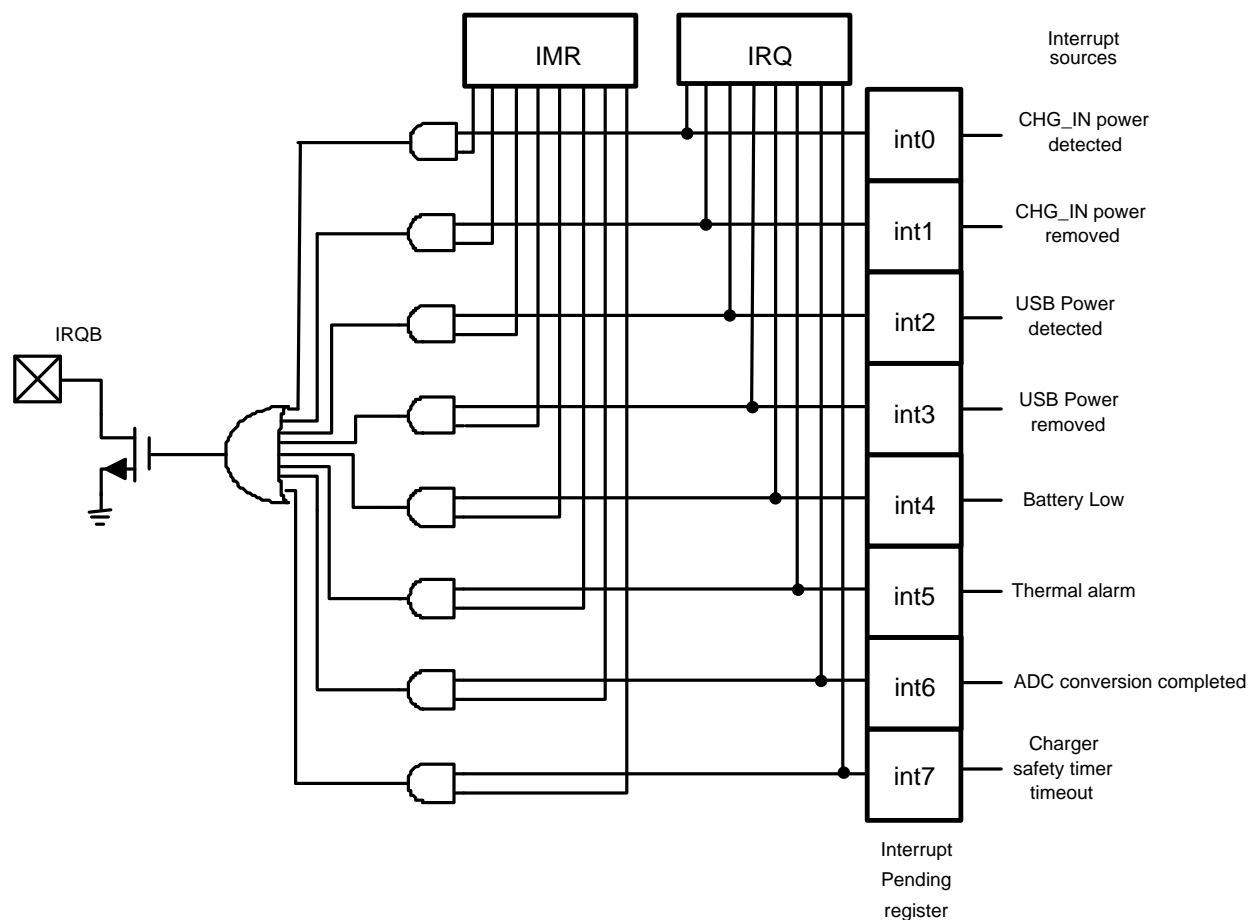 IMR
IRQ
Interrupt
sources
int0
CHG_IN power
detected
int1
CHG_IN power
removed
int2
USB Power
detected
IRQB
int3
USB Power
removed
int4
Battery Low
int5
Thermal alarm
int6
ADC conversion completed
int7
Charger
safety timer
timeout
Interrupt
Pending
register